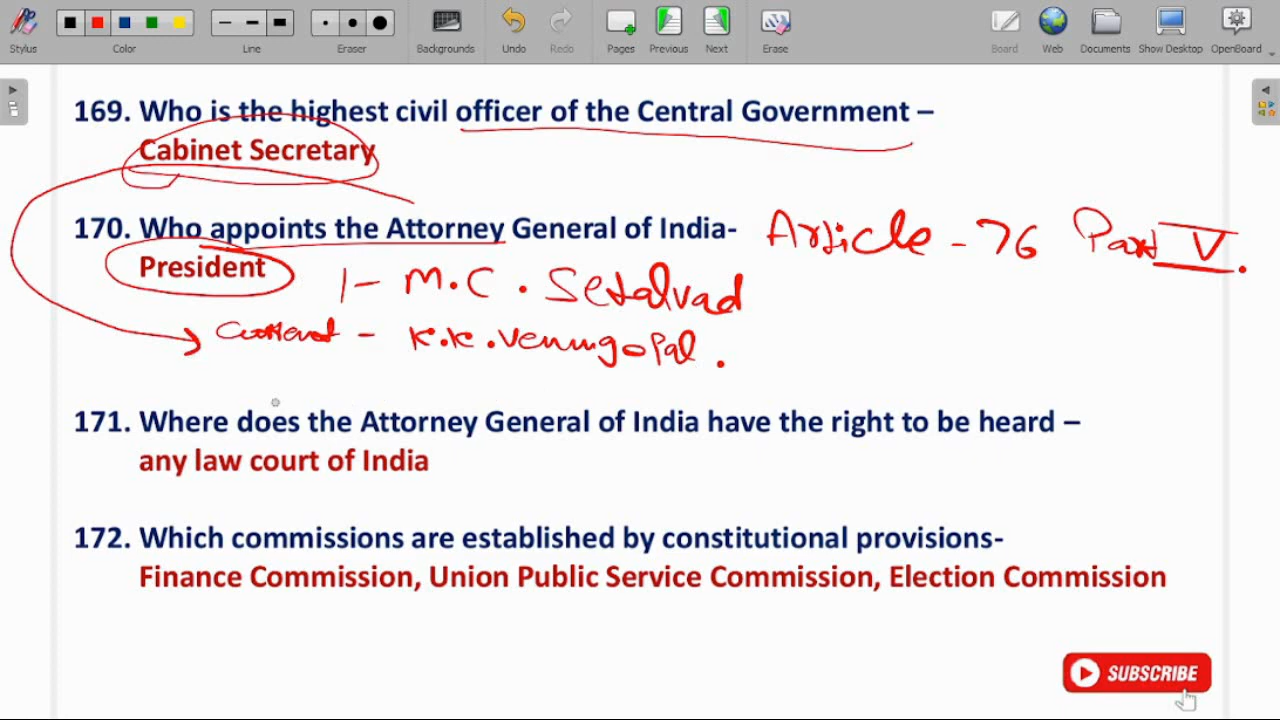 Stylus Color Line Eraser Backgrounds Undo Redo Pages Previous Next Erase Board Web Documents Show Desktop OpenBoard
169. Who is the highest civil officer of the Central Government –
Cabinet Secretary
170. Who appoints the Attorney General of India- Article - 76 Part V.
President
1 - M.C. Setalvad
Current - K.K. Venugopal.
171. Where does the Attorney General of India have the right to be heard –
any law court of India
172. Which commissions are established by constitutional provisions-
Finance Commission, Union Public Service Commission, Election Commission
SUBSCRIBE